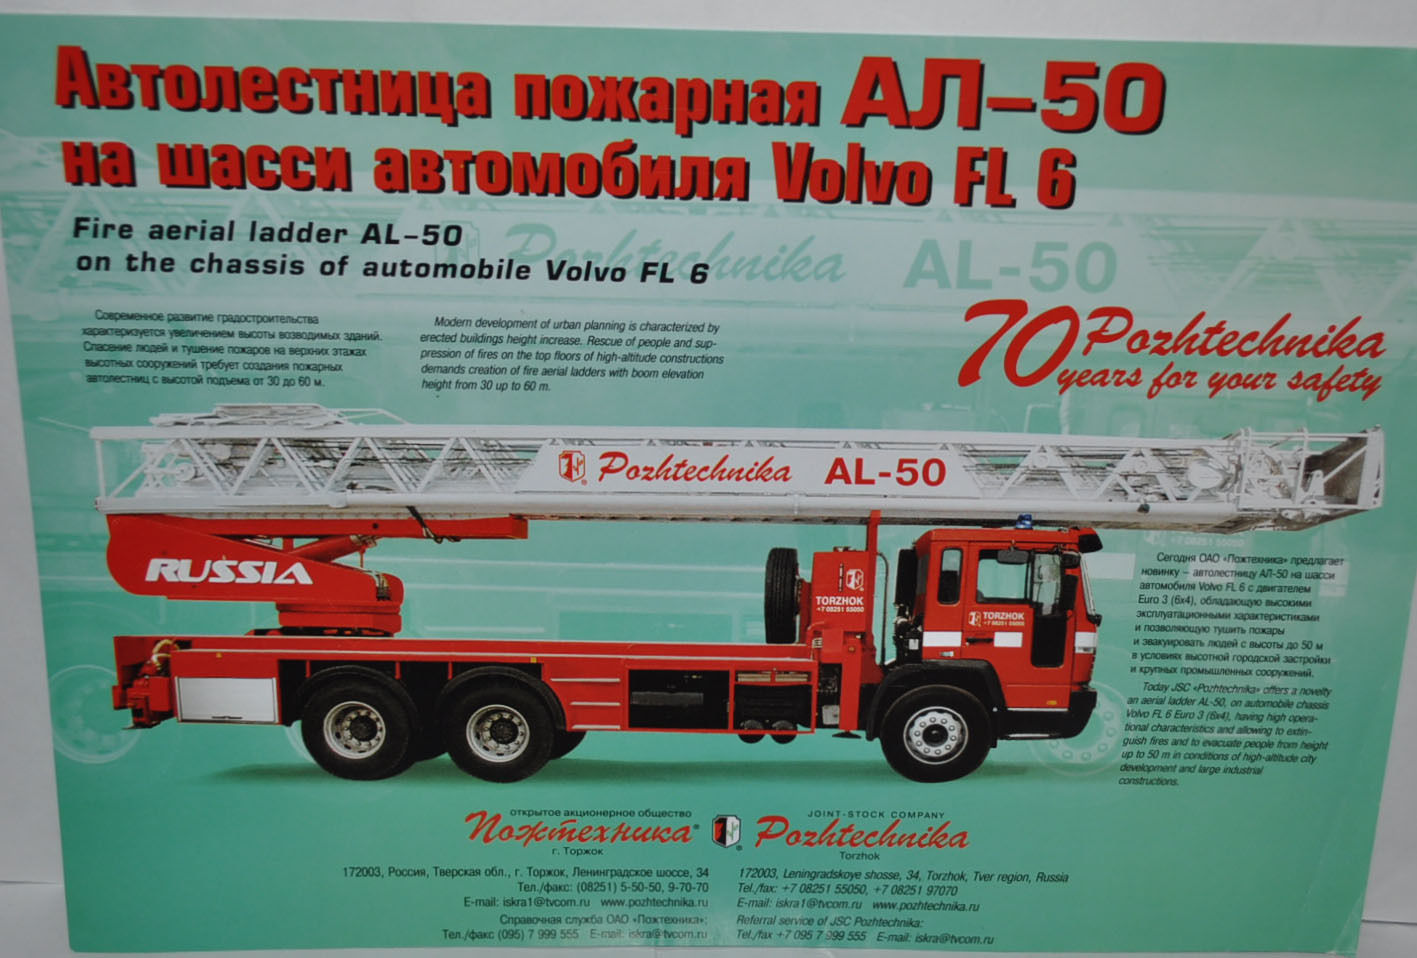 Автолестница пожарная АЛ-50
на шасси автомобиля Volvo FL 6
Fire aerial ladder AL-50
on the chassis of automobile Volvo FL 6
Pozhtechnika AL-50
Современное развитие градостроительства
характеризуется увеличением высоты возводимых зданий.
Спасение людей и тушение пожаров на верхних этажах
высотных сооружений требует создания пожарных
автолестниц с высотой подъема от 30 до 60 м.
Modern development of urban planning is characterized by
erected buildings height increase. Rescue of people and sup-
pression of fires on the top floors of high-altitude constructions
demands creation of fire aerial ladders with boom elevation
height from 30 up to 60 m.
70 Pozhtechnika
years for your safety
Pozhtechnika AL-50
RUSSIA
TORZHOK
+7 08251 55050
TORZHOK
+7 08251 55050
+7 08251 55050
Сегодня ОАО «Пожтехника» предлагает
новинку – автолестницу АЛ-50 на шасси
автомобиля Volvo FL 6 с двигателем
Euro 3 (6х4), обладающую высокими
эксплуатационными характеристиками
и позволяющую тушить пожары
и эвакуировать людей с высоты до 50 м
в условиях высотной городской застройки
и крупных промышленных сооружений.
Today JSC «Pozhtechnika» offers a novelty
an aerial ladder AL-50, on automobile chassis
Volvo FL 6 Euro 3 (6x4), having high opera-
tional characteristics and allowing to extin-
guish fires and to evacuate people from height
up to 50 m in conditions of high-altitude city
development and large industrial
constructions.
открытое акционерное общество
Пожтехника®
г. Торжок
172003, Россия, Тверская обл., г. Торжок, Ленинградское шоссе, 34
Тел./факс: (08251) 5-50-50, 9-70-70
E-mail: iskra1@tvcom.ru www.pozhtechnika.ru
Справочная служба ОАО «Пожтехника»:
Тел./факс (095) 7 999 555 E-mail: iskra@tvcom.ru
JOINT-STOCK COMPANY
Pozhtechnika
Torzhok
172003, Leningradskoye shosse, 34, Torzhok, Tver region, Russia
Tel./fax: +7 08251 55050, +7 08251 97070
E-mail: iskra1@tvcom.ru www.pozhtechnika.ru
Referral service of JSC Pozhtechnika:
Tel./fax +7 095 7 999 555 E-mail: iskra@tvcom.ru